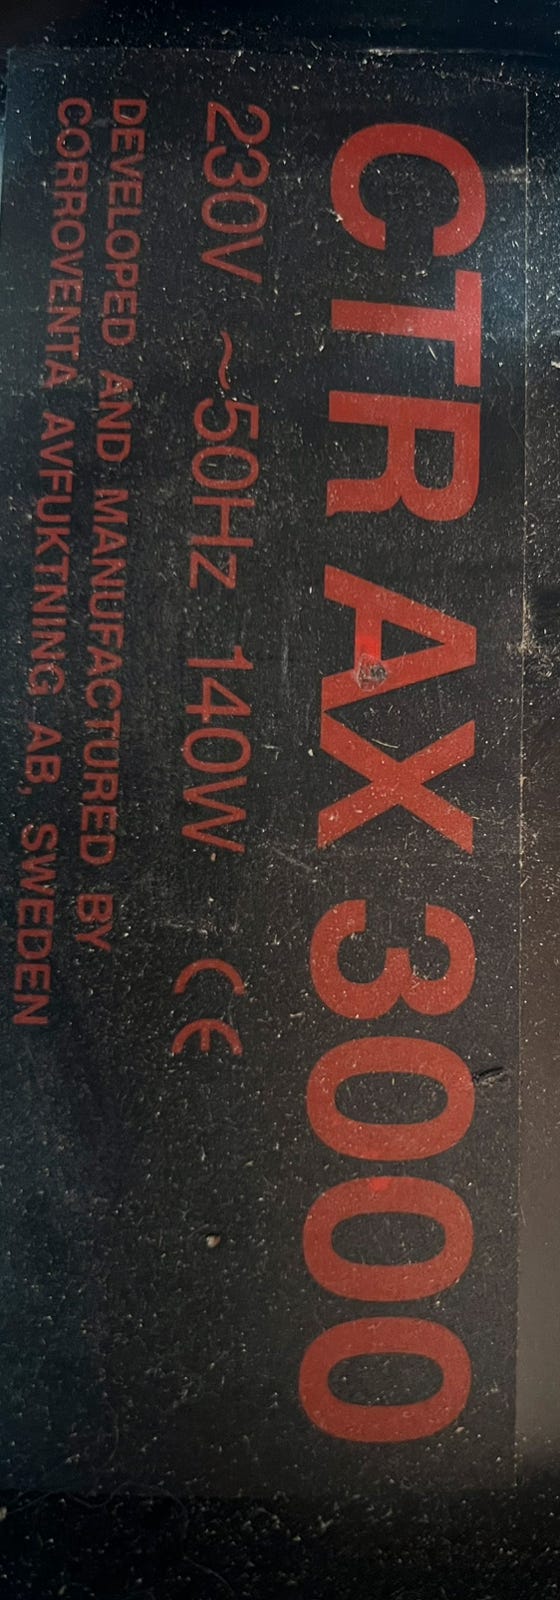 CTR AX 3000
230V ~50Hz 140W CE
DEVELOPED AND MANUFACTURED BY
CORROVENTA AVFUKTNING AB, SWEDEN